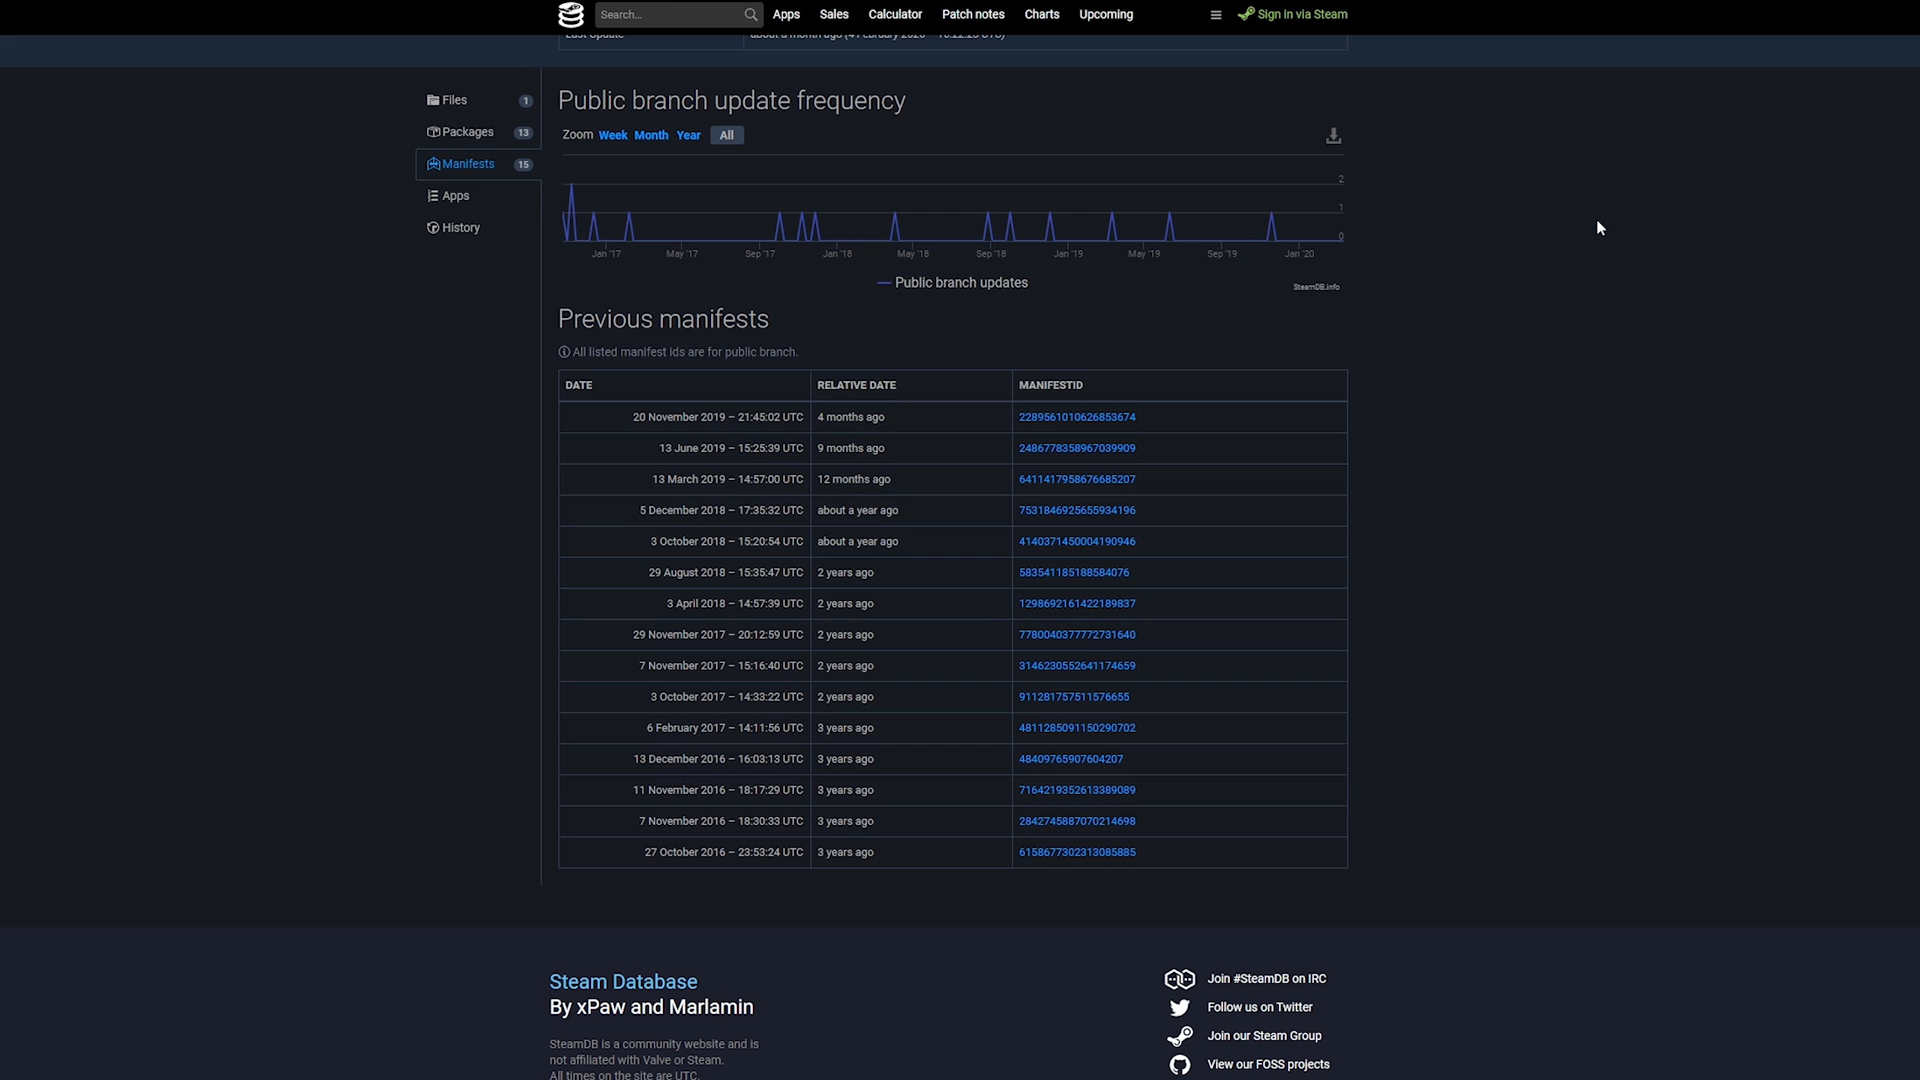 Search...
Apps
Sales
Calculator
Patch notes
Charts
Upcoming
Sign in via Steam
Last Update
about a month ago (4 February 2020 –
Files 1
Packages 13
Manifests 15
Apps
History
Public branch update frequency
Zoom Week Month Year All
2
1
0
Jan '17 May '17 Sep '17 Jan '18 May '18 Sep '18 Jan '19 May '19 Sep '19 Jan '20
Public branch updates
SteamDB.info
Previous manifests
All listed manifest ids are for public branch.
DATE RELATIVE DATE MANIFESTID
20 November 2019 – 21:45:02 UTC 4 months ago 2289561010626853674
13 June 2019 – 15:25:39 UTC 9 months ago 2486778358967039909
13 March 2019 – 14:57:00 UTC 12 months ago 6411417958676685207
5 December 2018 – 17:35:32 UTC about a year ago 7531846925655934196
3 October 2018 – 15:20:54 UTC about a year ago 4140371450004190946
29 August 2018 – 15:35:47 UTC 2 years ago 583541185188584076
3 April 2018 – 14:57:39 UTC 2 years ago 1298692161422189837
29 November 2017 – 20:12:59 UTC 2 years ago 7780040377772731640
7 November 2017 – 15:16:40 UTC 2 years ago 3146230552641174659
3 October 2017 – 14:33:22 UTC 2 years ago 911281757511576655
6 February 2017 – 14:11:56 UTC 3 years ago 4811285091150290702
13 December 2016 – 16:03:13 UTC 3 years ago 48409765907604207
11 November 2016 – 18:17:29 UTC 3 years ago 7164219352613389089
7 November 2016 – 18:30:33 UTC 3 years ago 2842745887070214698
27 October 2016 – 23:53:24 UTC 3 years ago 6158677302313085885
Steam Database
By xPaw and Marlamin
SteamDB is a community website and is
not affiliated with Valve or Steam.
All times on the site are UTC.
Join #SteamDB on IRC
Follow us on Twitter
Join our Steam Group
View our FOSS projects